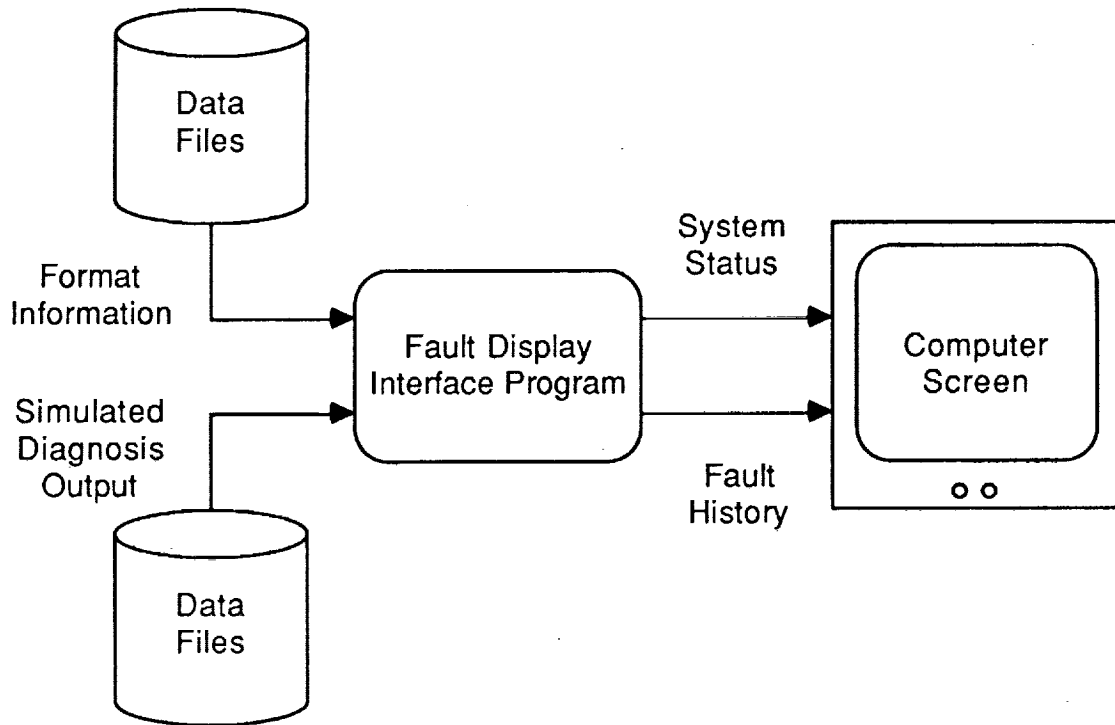 Data
Files
Format
Information
System
Status
Fault Display
Interface Program
Computer
Screen
Simulated
Diagnosis
Output
Fault
History
Data
Files